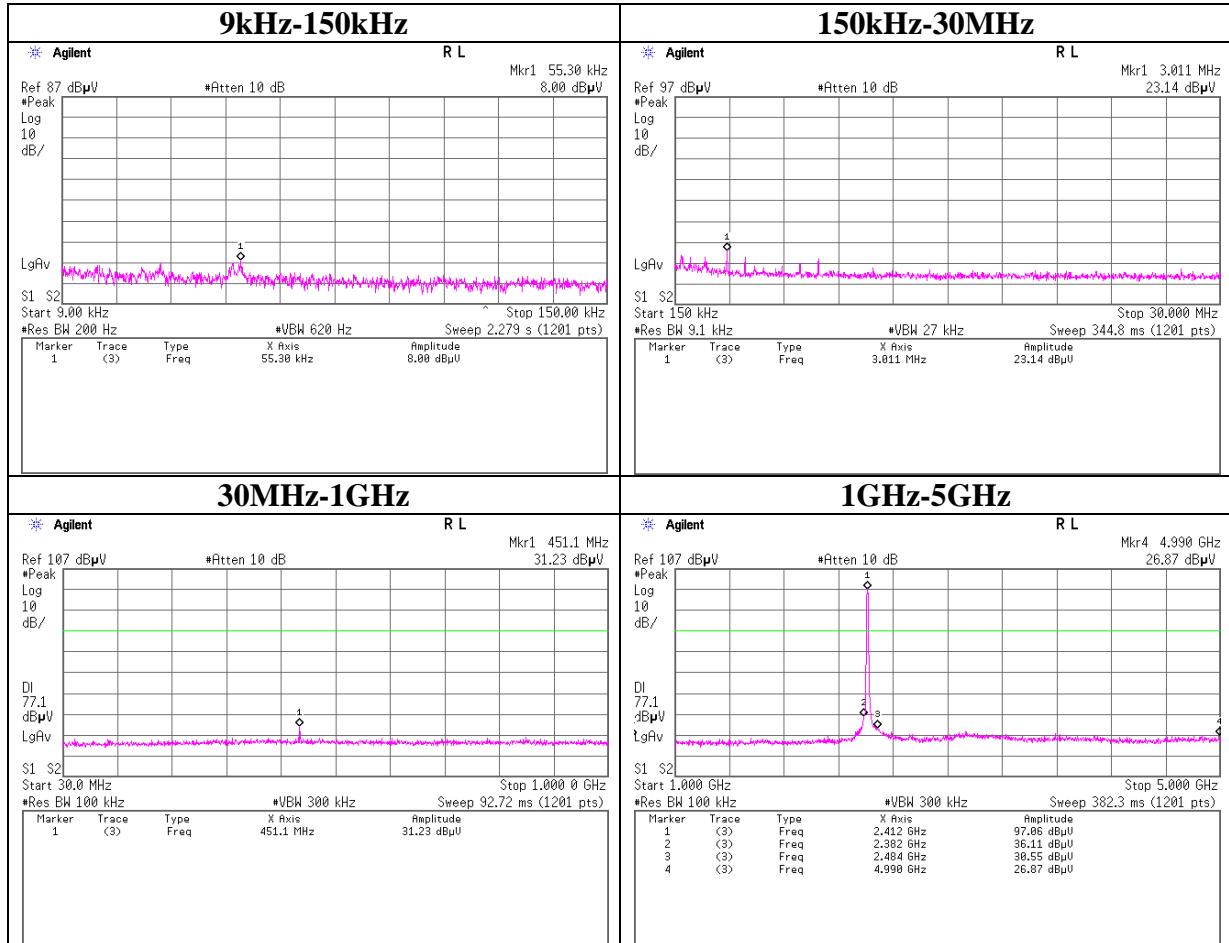 9kHz-150kHz
Agilent R L
Mkr1 55.30 kHz
Ref 87 dBµV #Atten 10 dB 8.00 dBµV
#Peak
Log
10
dB/
1
LgAv
S1 S2
Start 9.00 kHz ^ Stop 150.00 kHz
#Res BW 200 Hz #VBW 620 Hz Sweep 2.279 s (1201 pts)
Marker Trace Type X Axis Amplitude
1 (3) Freq 55.30 kHz 8.00 dBµV
150kHz-30MHz
Agilent R L
Mkr1 3.011 MHz
Ref 97 dBµV #Atten 10 dB 23.14 dBµV
#Peak
Log
10
dB/
1
LgAv
S1 S2
Start 150 kHz Stop 30.000 MHz
#Res BW 9.1 kHz #VBW 27 kHz Sweep 344.8 ms (1201 pts)
Marker Trace Type X Axis Amplitude
1 (3) Freq 3.011 MHz 23.14 dBµV
30MHz-1GHz
Agilent R L
Mkr1 451.1 MHz
Ref 107 dBµV #Atten 10 dB 31.23 dBµV
#Peak
Log
10
dB/
DI
77.1
dBµV
1
LgAv
S1 S2
Start 30.0 MHz Stop 1.000 0 GHz
#Res BW 100 kHz #VBW 300 kHz Sweep 92.72 ms (1201 pts)
Marker Trace Type X Axis Amplitude
1 (3) Freq 451.1 MHz 31.23 dBµV
1GHz-5GHz
Agilent R L
Mkr4 4.990 GHz
Ref 107 dBµV #Atten 10 dB 26.87 dBµV
#Peak
1
Log
10
dB/
DI
77.1
2
dBµV
3
4
LgAv
S1 S2
Start 1.000 GHz Stop 5.000 GHz
#Res BW 100 kHz #VBW 300 kHz Sweep 382.3 ms (1201 pts)
Marker Trace Type X Axis Amplitude
1 (3) Freq 2.412 GHz 97.06 dBµV
2 (3) Freq 2.382 GHz 36.11 dBµV
3 (3) Freq 2.484 GHz 30.55 dBµV
4 (3) Freq 4.990 GHz 26.87 dBµV